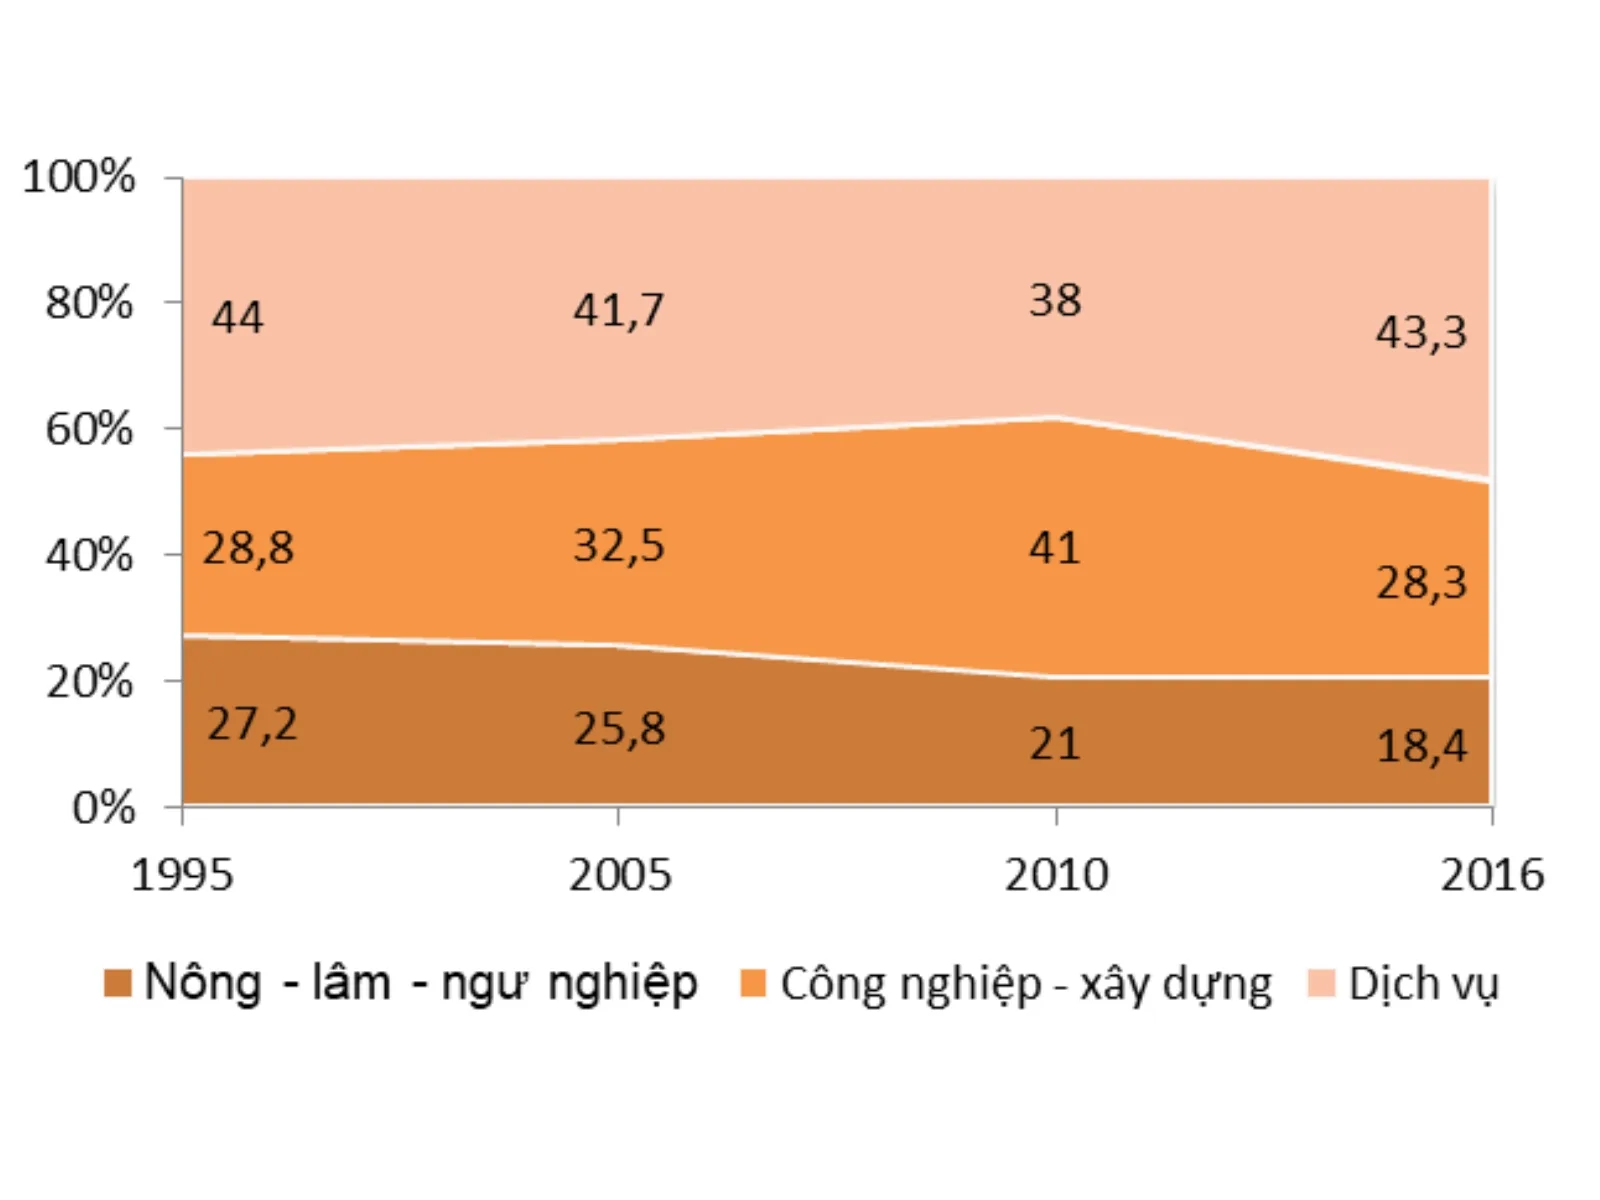 100%
80%
60%
40%
20%
0%
44 41,7 38 43,3
28,8 32,5 41 28,3
27,2 25,8 21 18,4
1995 2005 2010 2016
Nông - lâm - ngư nghiệp Công nghiệp - xây dựng Dịch vụ